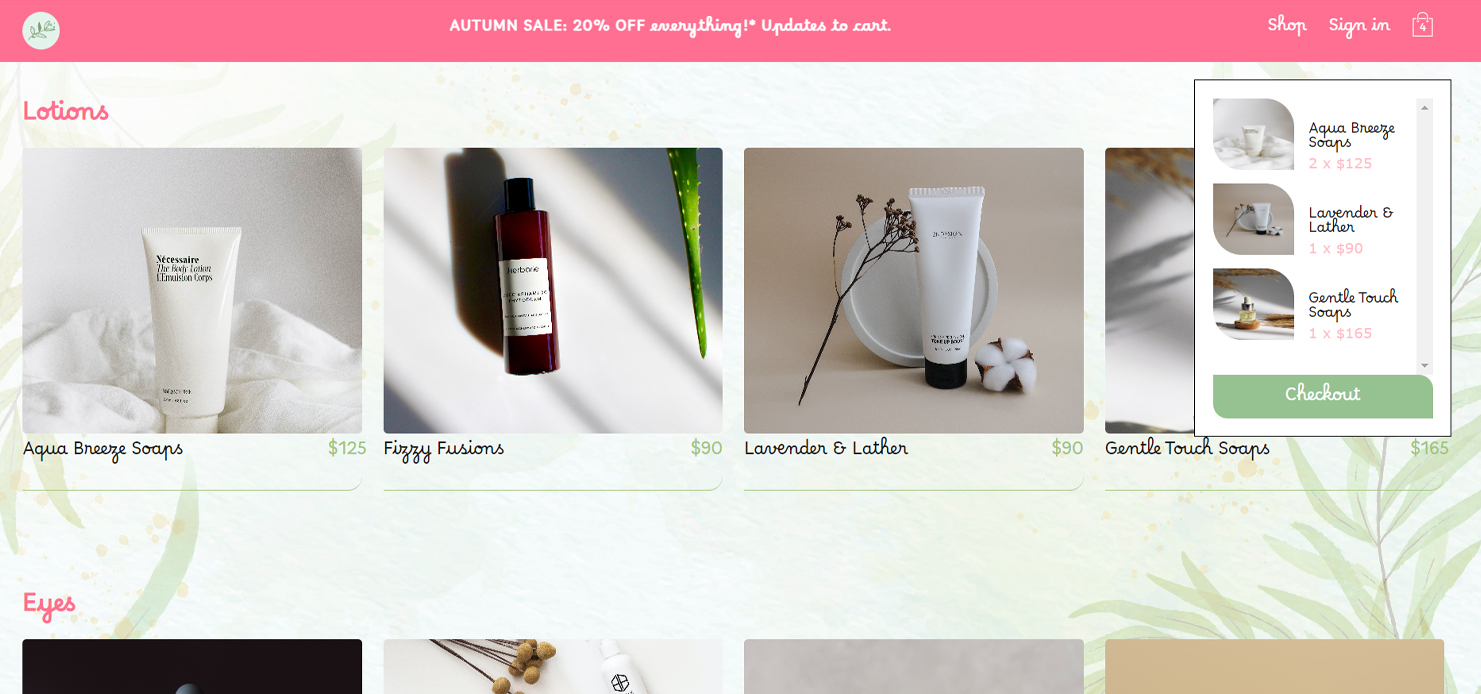 AUTUMN SALE: 20% OFF everything!* Updates to cart.
Shop
Sign in
4
Lotions
Nécessaire
The Body Lotion
L'Emulsion Corps
Herbōne
Aqua Breeze Soaps
$125
Fizzy Fusions
$90
Lavender & Lather
$90
Gentle Touch Soaps
$165
Aqua Breeze
Soaps
2 x $125
Lavender &
Lather
1 x $90
Gentle Touch
Soaps
1 x $165
Checkout
Eyes